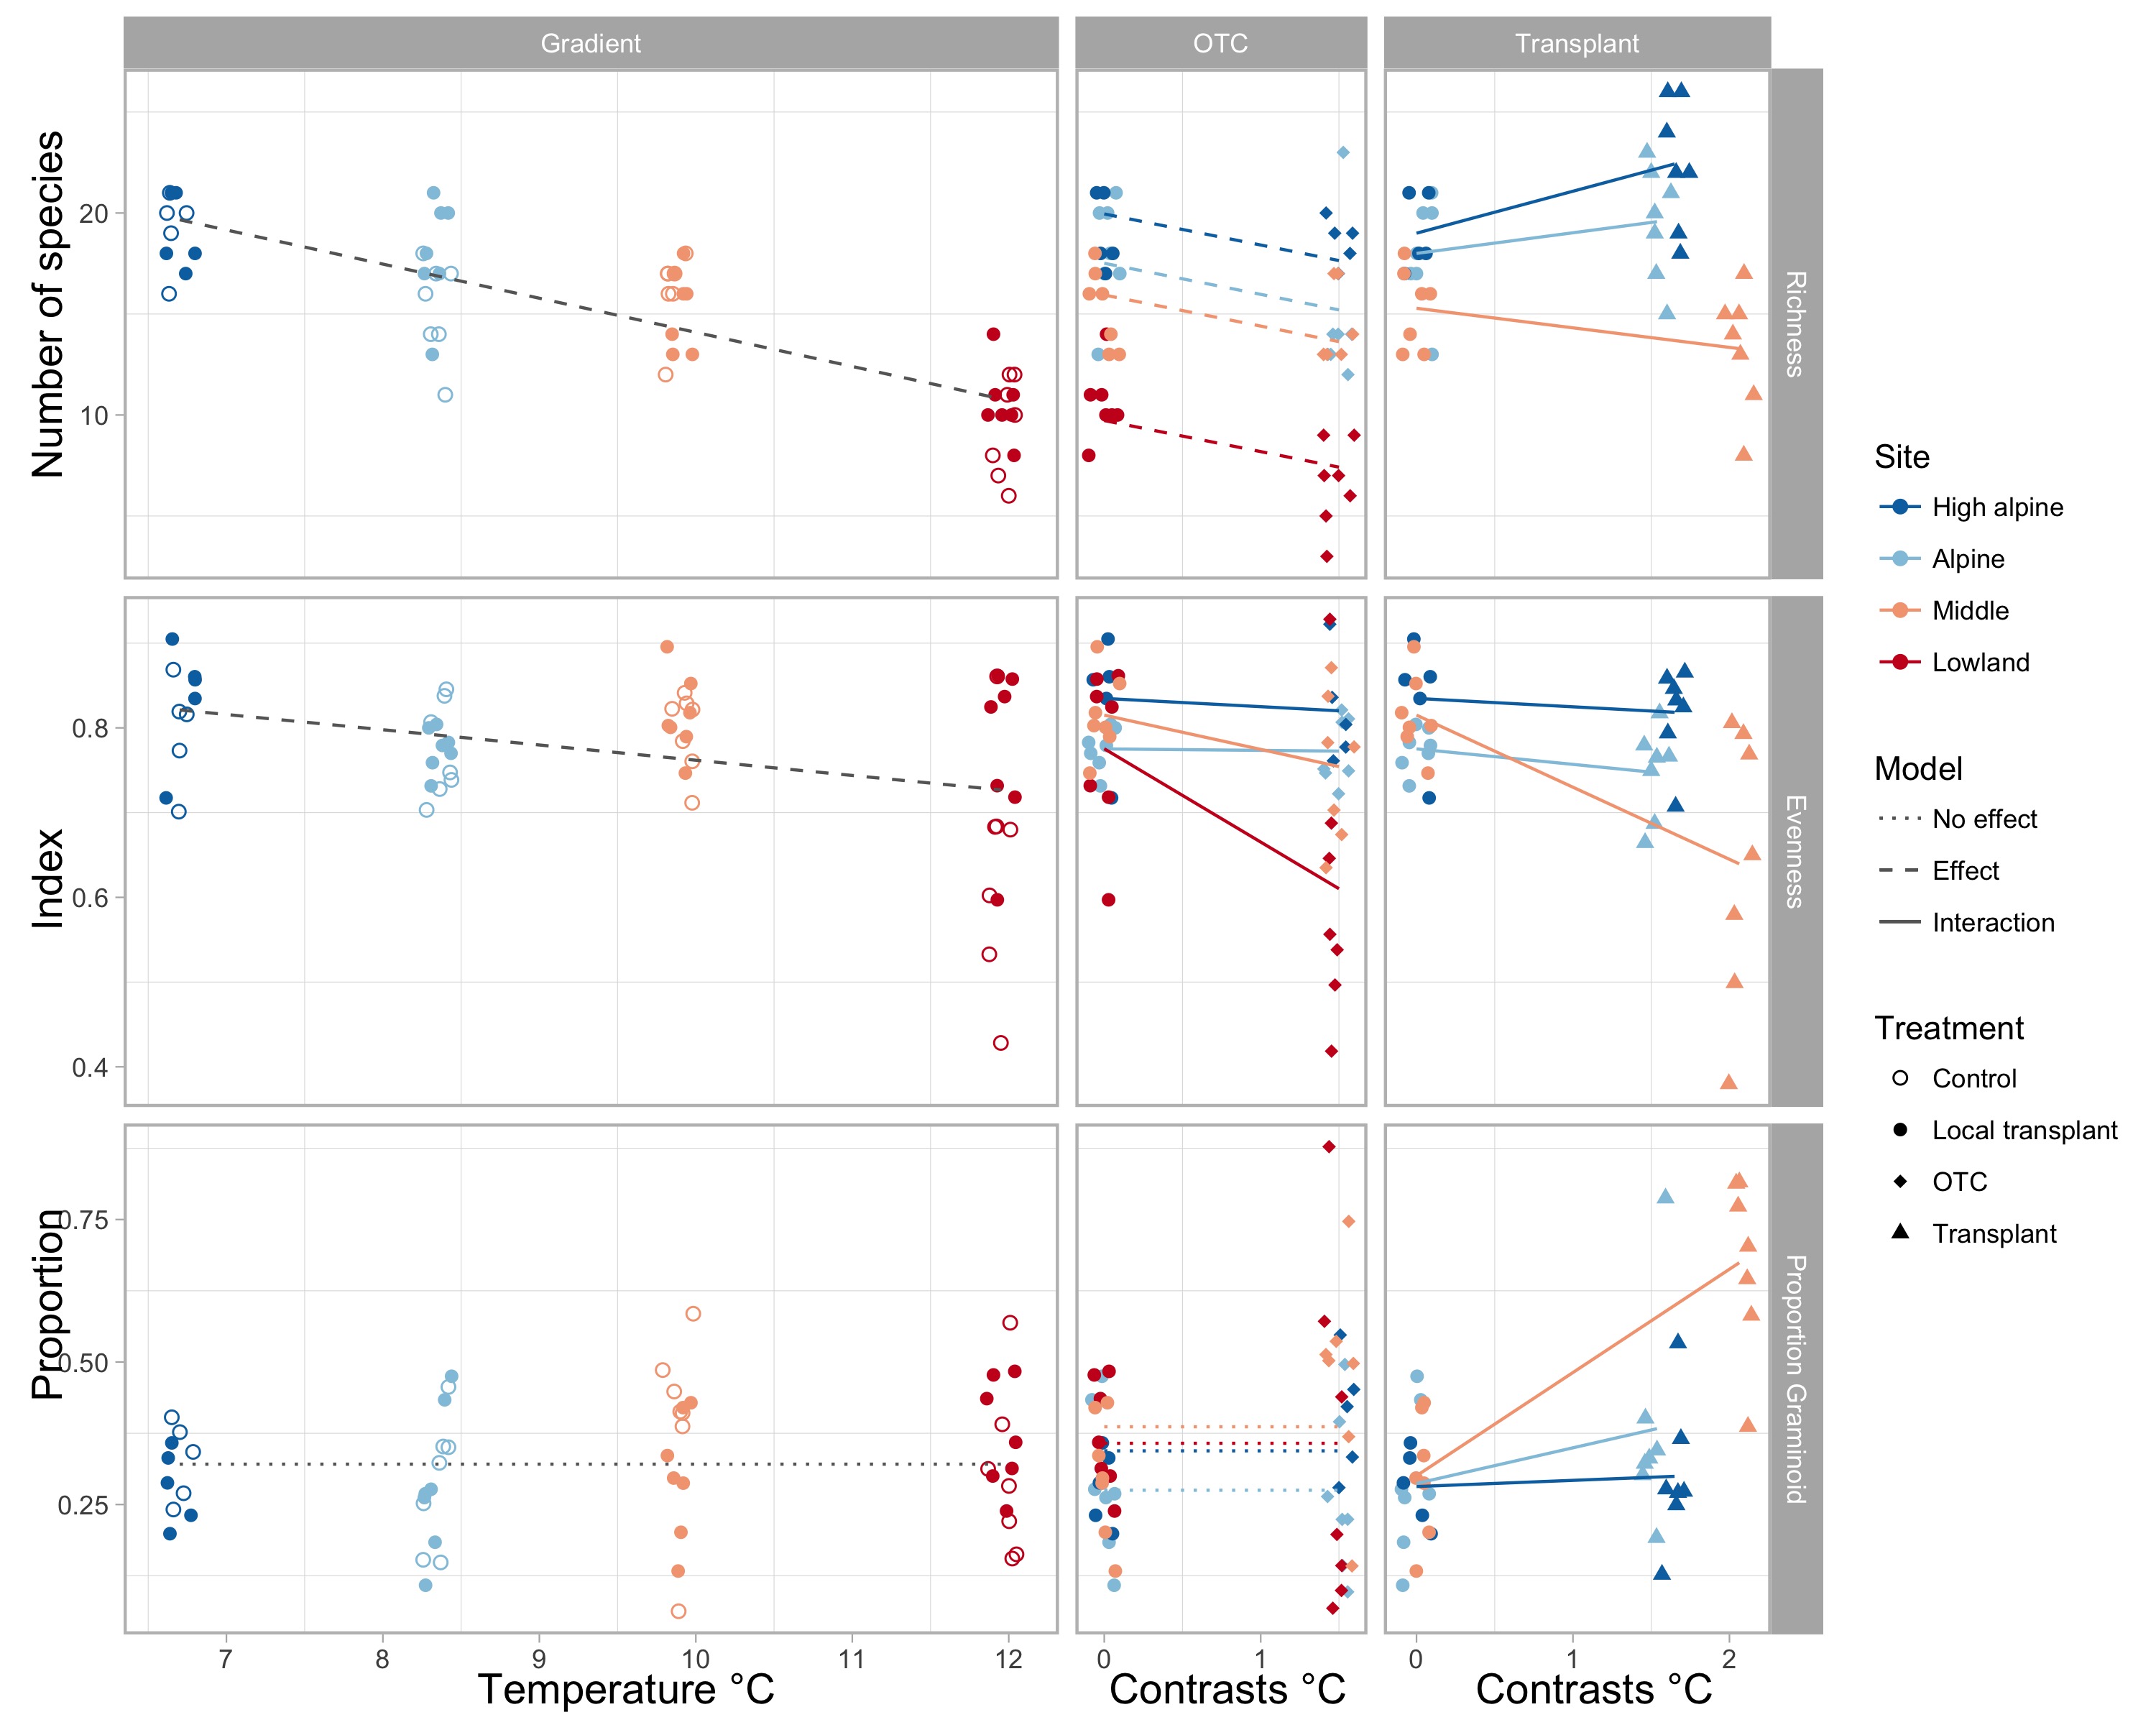 Gradient
OTC
Transplant
Number of species
20
10
Richness
Index
0.8
0.6
0.4
Evenness
Proportion
0.75
0.50
0.25
Proportion Graminoid
7
8
9
10
11
12
0
1
0
1
2
Temperature °C
Contrasts °C
Contrasts °C
Site
High alpine
Alpine
Middle
Lowland
Model
No effect
Effect
Interaction
Treatment
Control
Local transplant
OTC
Transplant